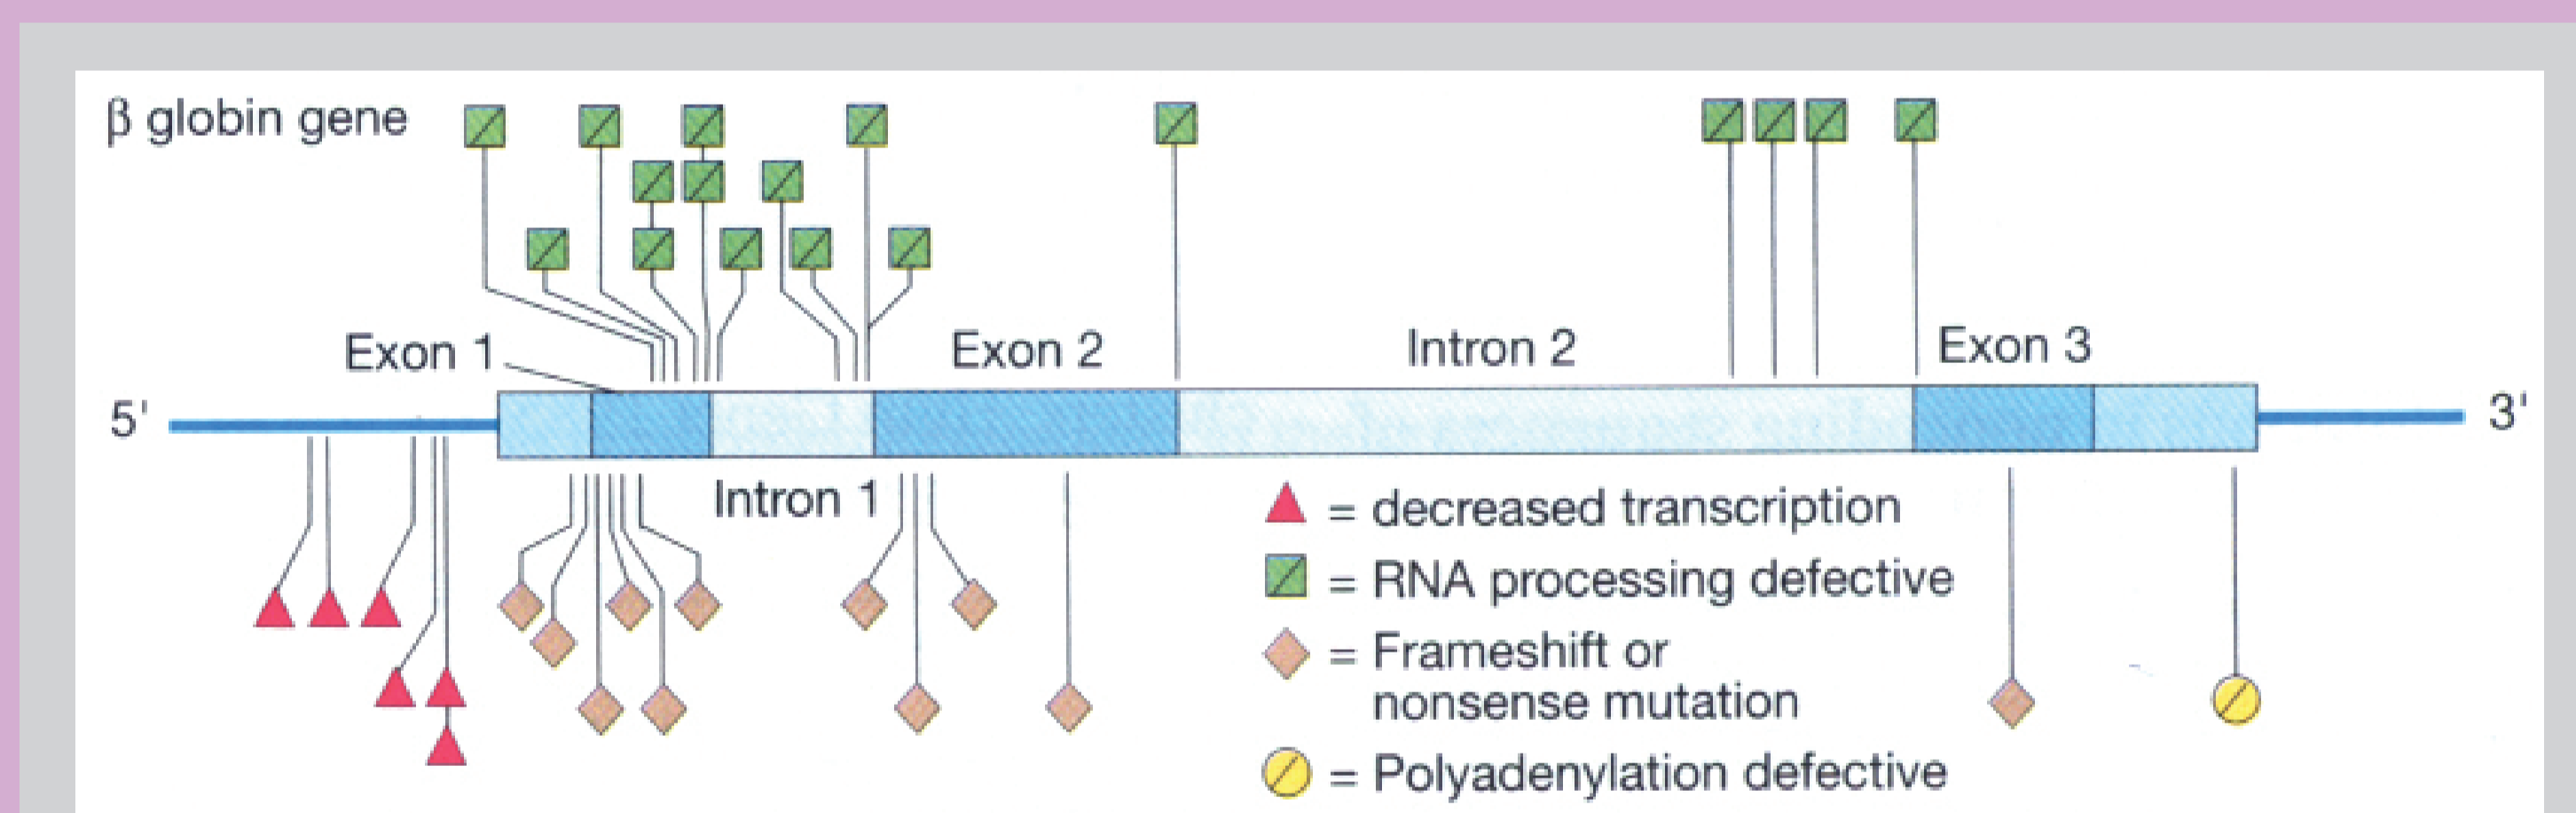 β globin gene
Exon 1
Exon 2
Intron 2
Exon 3
5'
3'
Intron 1
= decreased transcription
= RNA processing defective
= Frameshift or
nonsense mutation
= Polyadenylation defective